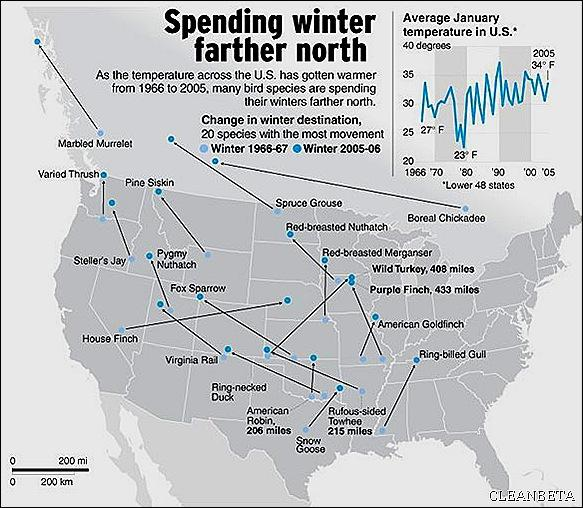 Spending winter
farther north
As the temperature across the U.S. has gotten warmer
from 1966 to 2005, many bird species are spending
their winters farther north.
Change in winter destination,
20 species with the most movement
Winter 1966-67 Winter 2005-06
Average January
temperature in U.S.*
40 degrees
2005
34° F
35
30
27° F
25
23° F
20
1966 '70 '80 '90 '00 '05
*Lower 48 states
Marbled Murrelet
Varied Thrush
Pine Siskin
Spruce Grouse
Boreal Chickadee
Red-breasted Nuthatch
Steller's Jay
Pygmy
Nuthatch
Red-breasted Merganser
Wild Turkey, 408 miles
Fox Sparrow
Purple Finch, 433 miles
American Goldfinch
House Finch
Virginia Rail
Ring-billed Gull
Ring-necked
Duck
American
Robin,
206 miles
Rufous-sided
Towhee
215 miles
Snow
Goose
0 200 mi
0 200 km
CLEANBETA